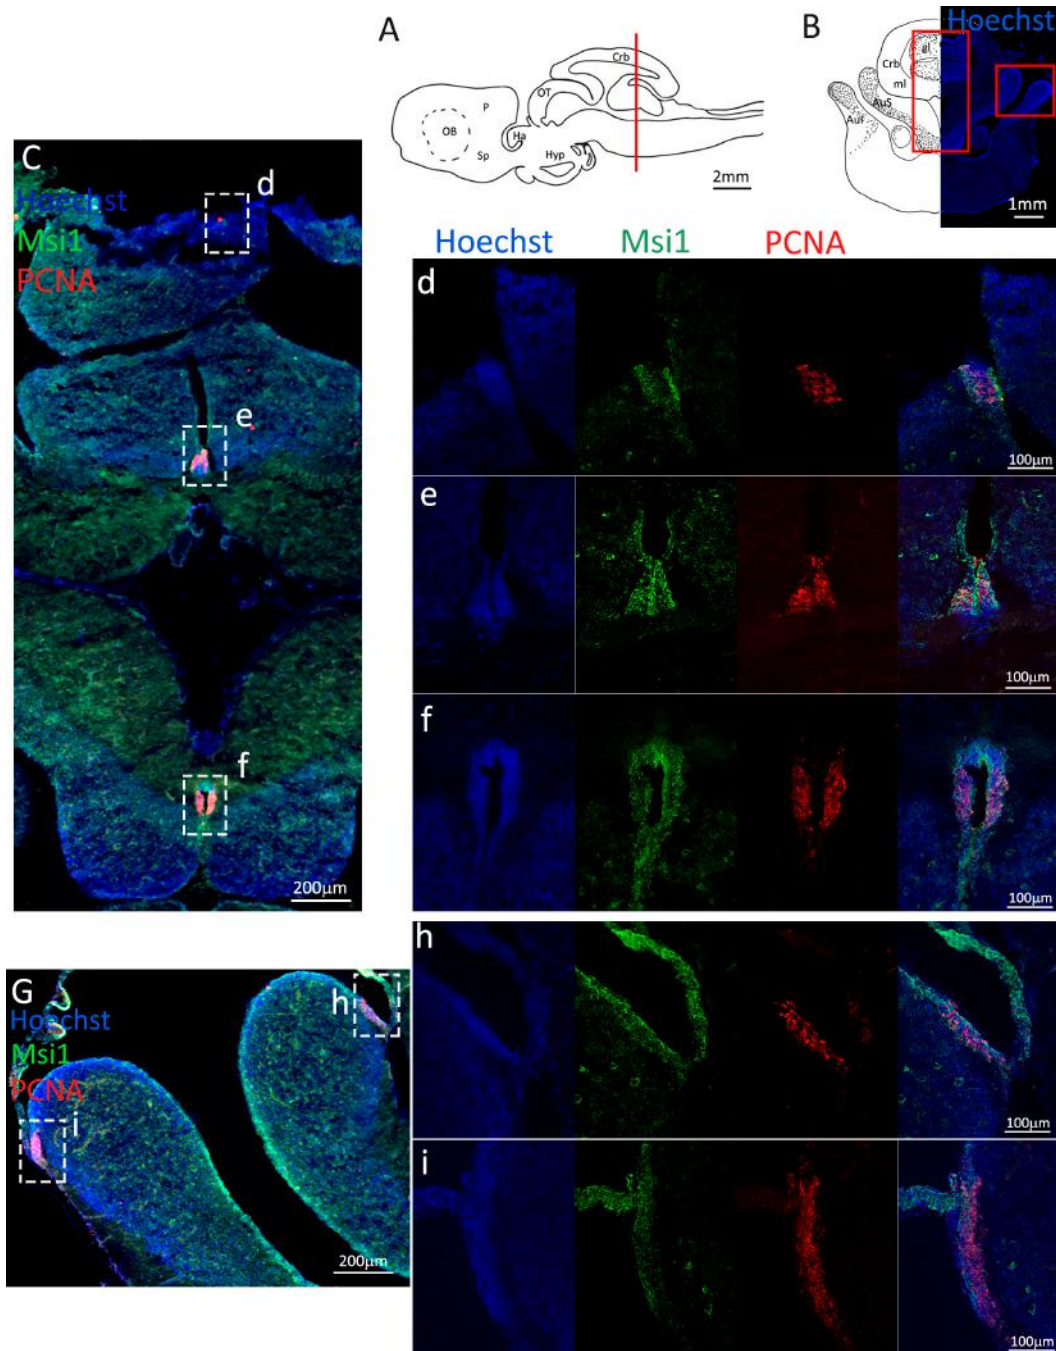 A
Crb
OT
P
OB
Ha
Sp
Hyp
2mm
B
Hoechst
gl
Crb
ml
AuS
Auf
1mm
C
Hoechst
Msi1
PCNA
d
e
f
200µm
Hoechst Msi1 PCNA
d
100µm
e
100µm
f
100µm
G
Hoechst
Msi1
PCNA
h
i
200µm
h
100µm
i
100µm